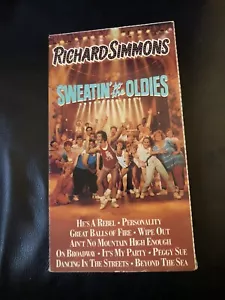 RICHARD SIMMONS
SWEATIN' TO THE OLDIES
HE'S A REBEL • PERSONALITY
GREAT BALLS OF FIRE • WIPE OUT
AIN'T NO MOUNTAIN HIGH ENOUGH
ON BROADWAY • IT'S MY PARTY • PEGGY SUE
DANCING IN THE STREETS • BEYOND THE SEA